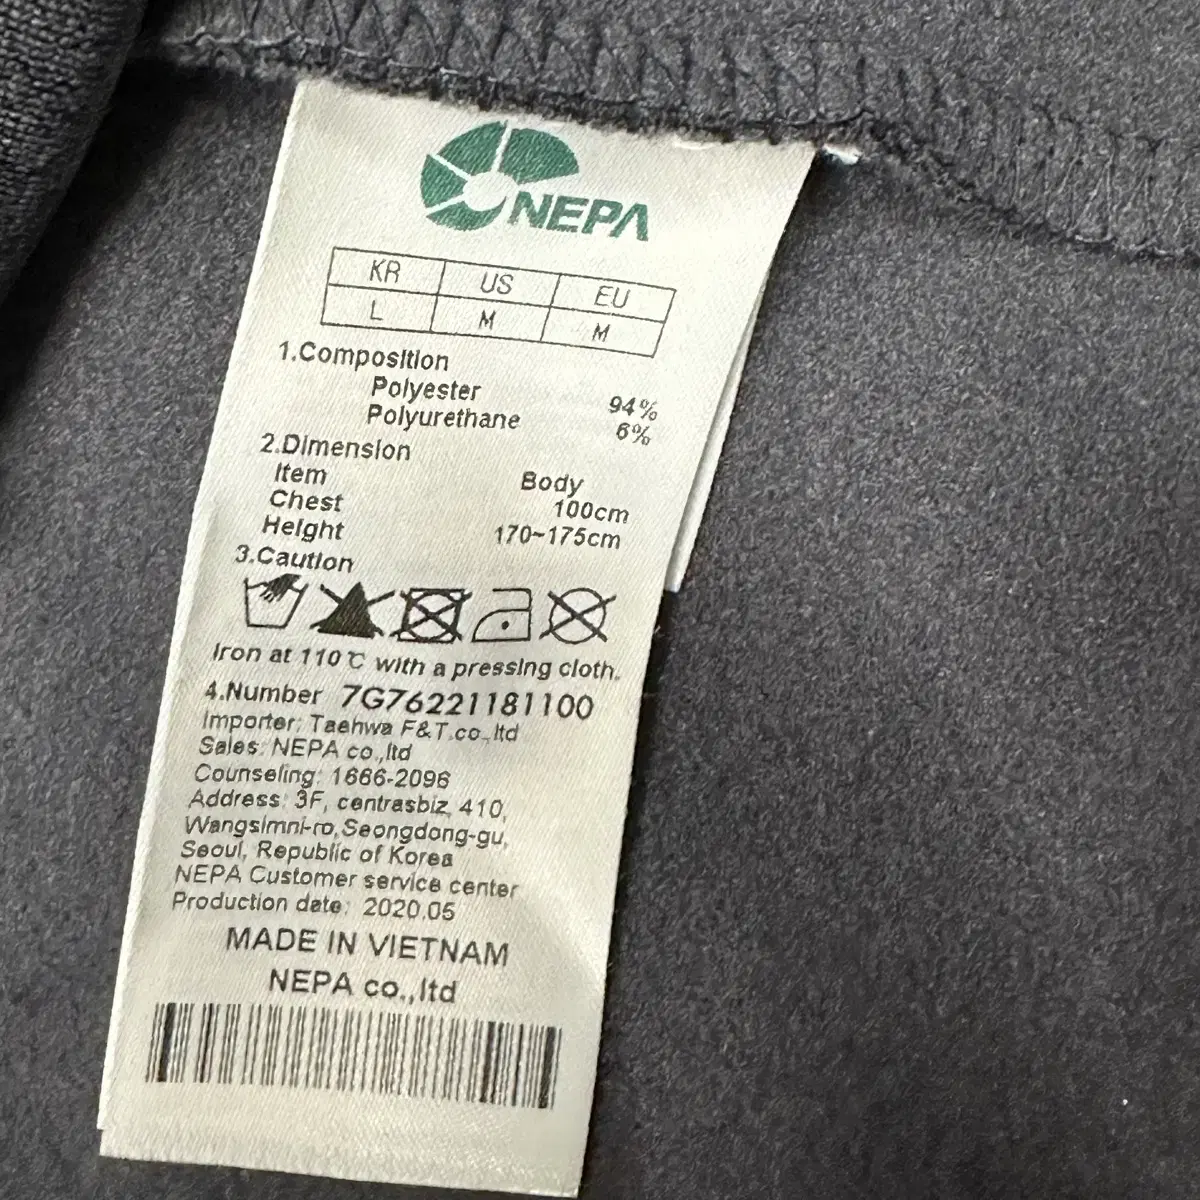 NEPA
KR US EU
L M M
1.Composition
Polyester 94%
Polyurethane 6%
2.Dimension
Item Body
Chest 100cm
Height 170~175cm
3.Caution
Iron at 110℃ with a pressing cloth.
4.Number 7G76221181100
Importer: Taehwa F&T.co.,ltd
Sales: NEPA co.,ltd
Counseling: 1666-2096
Address: 3F, centrasbiz, 410,
Wangsimni-ro,Seongdong-gu,
Seoul, Republic of Korea
NEPA Customer service center
Production date: 2020.05
MADE IN VIETNAM
NEPA co.,ltd